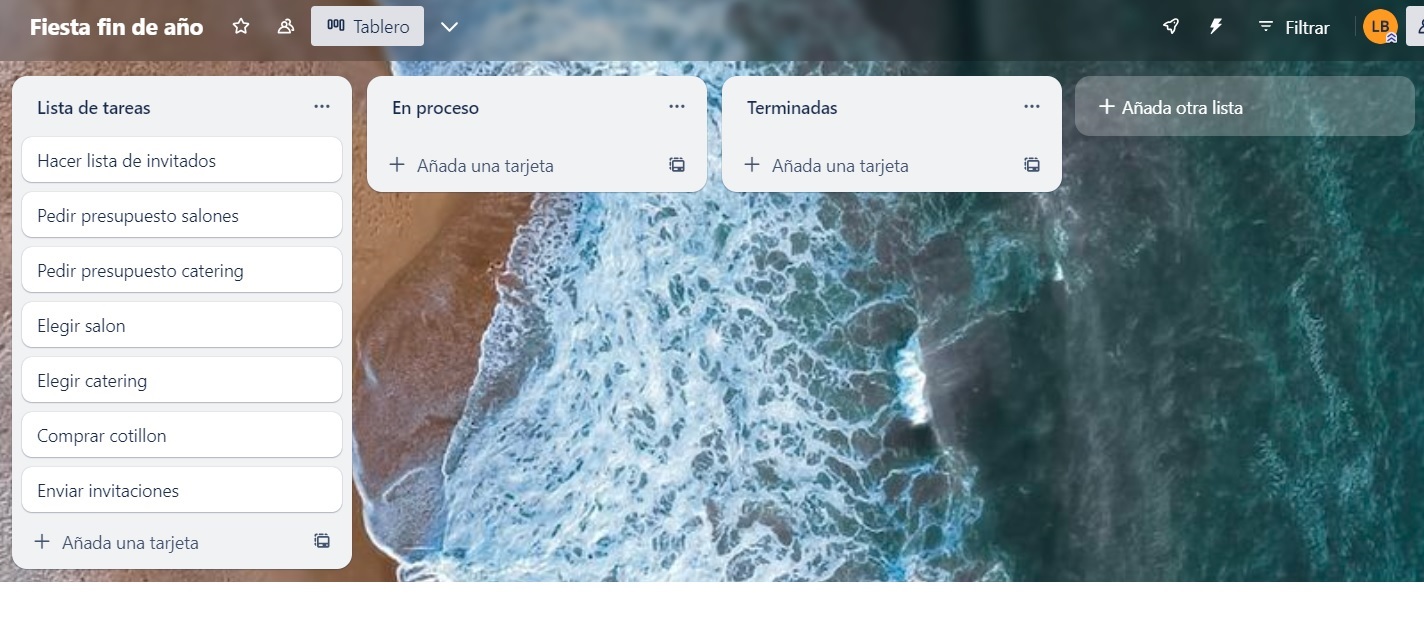 Fiesta fin de año
Tablero
Filtrar
LB
Lista de tareas
Hacer lista de invitados
Pedir presupuesto salones
Pedir presupuesto catering
Elegir salon
Elegir catering
Comprar cotillon
Enviar invitaciones
Añada una tarjeta
En proceso
Añada una tarjeta
Terminadas
Añada una tarjeta
Añada otra lista